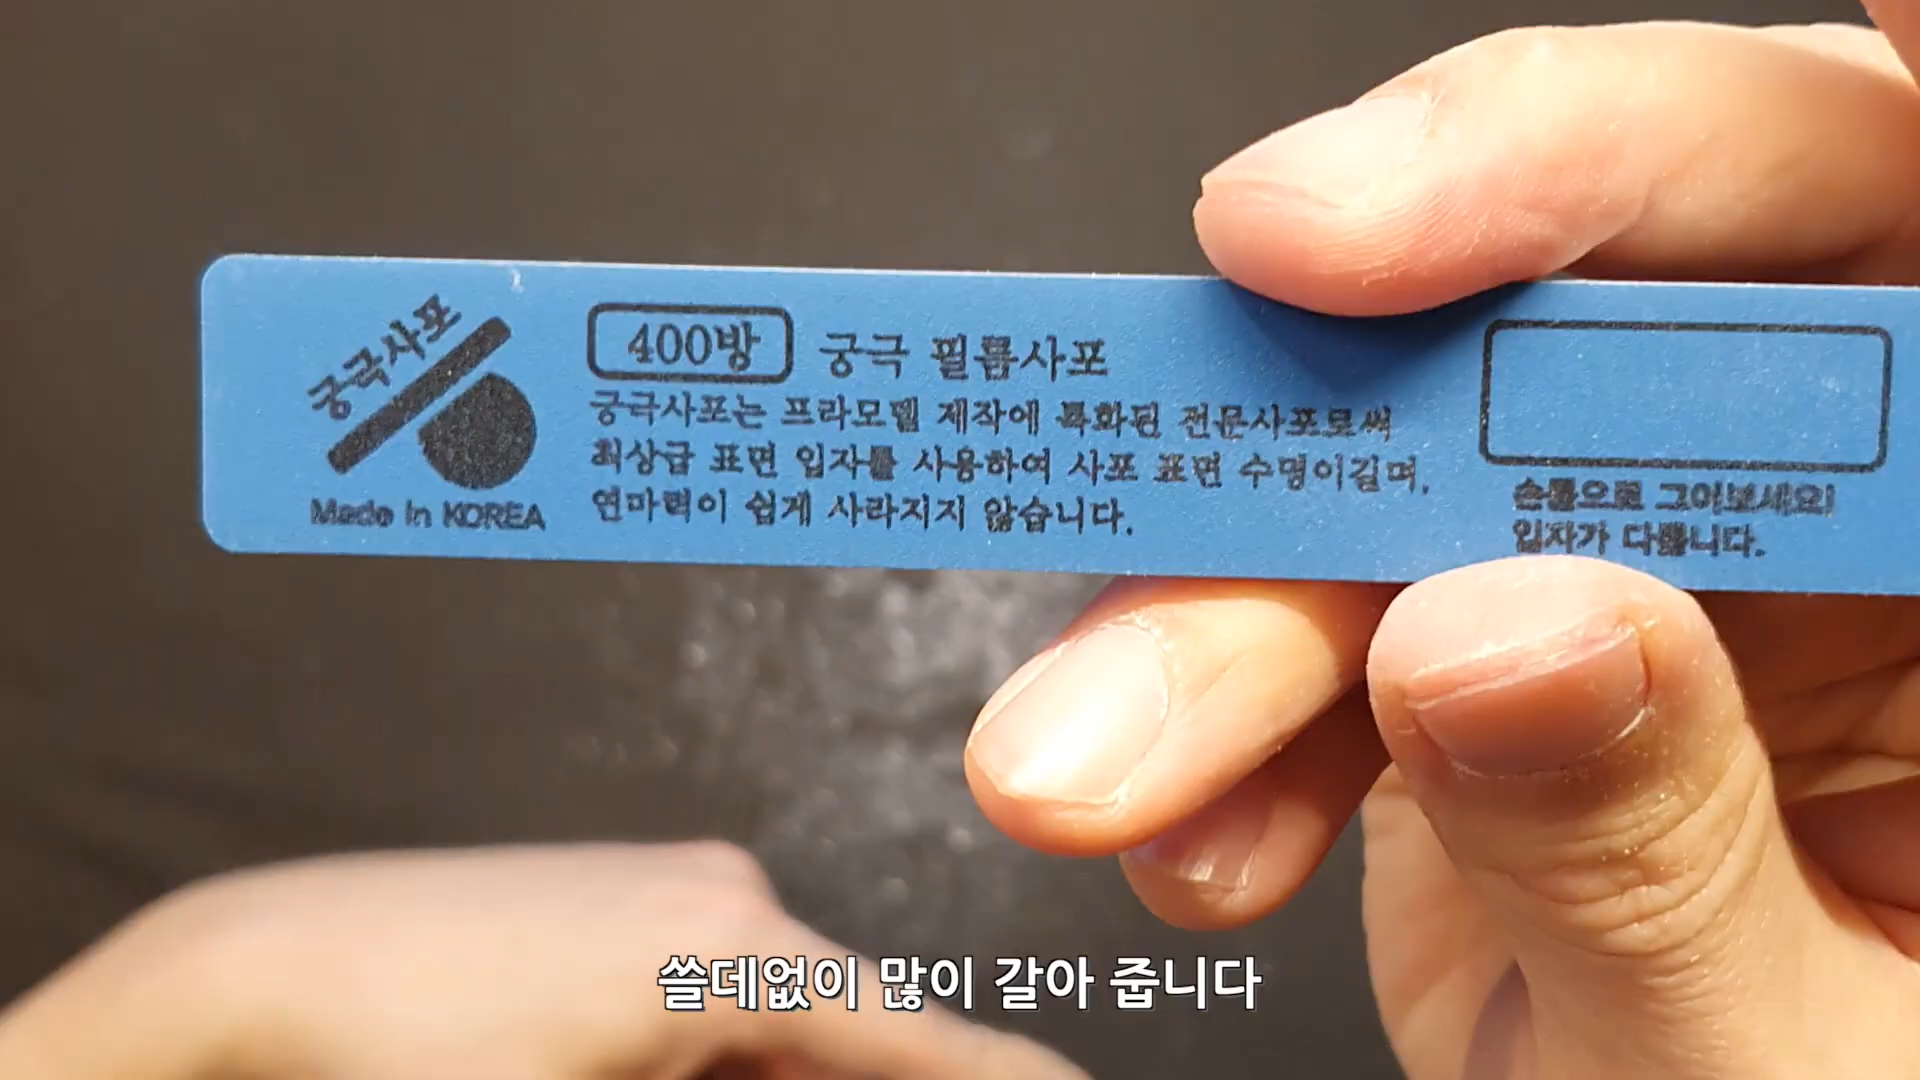 궁극사포
Made In KOREA
400방 궁극 필름사포
궁극사포는 프라모델 제작에 특화된 전문사포로써
최상급 표면 입자를 사용하여 사포 표면 수명이길며,
연마력이 쉽게 사라지지 않습니다.
손톱으로 그어보세요!
입자가 다릅니다.
쓸데없이 많이 갈아 줍니다